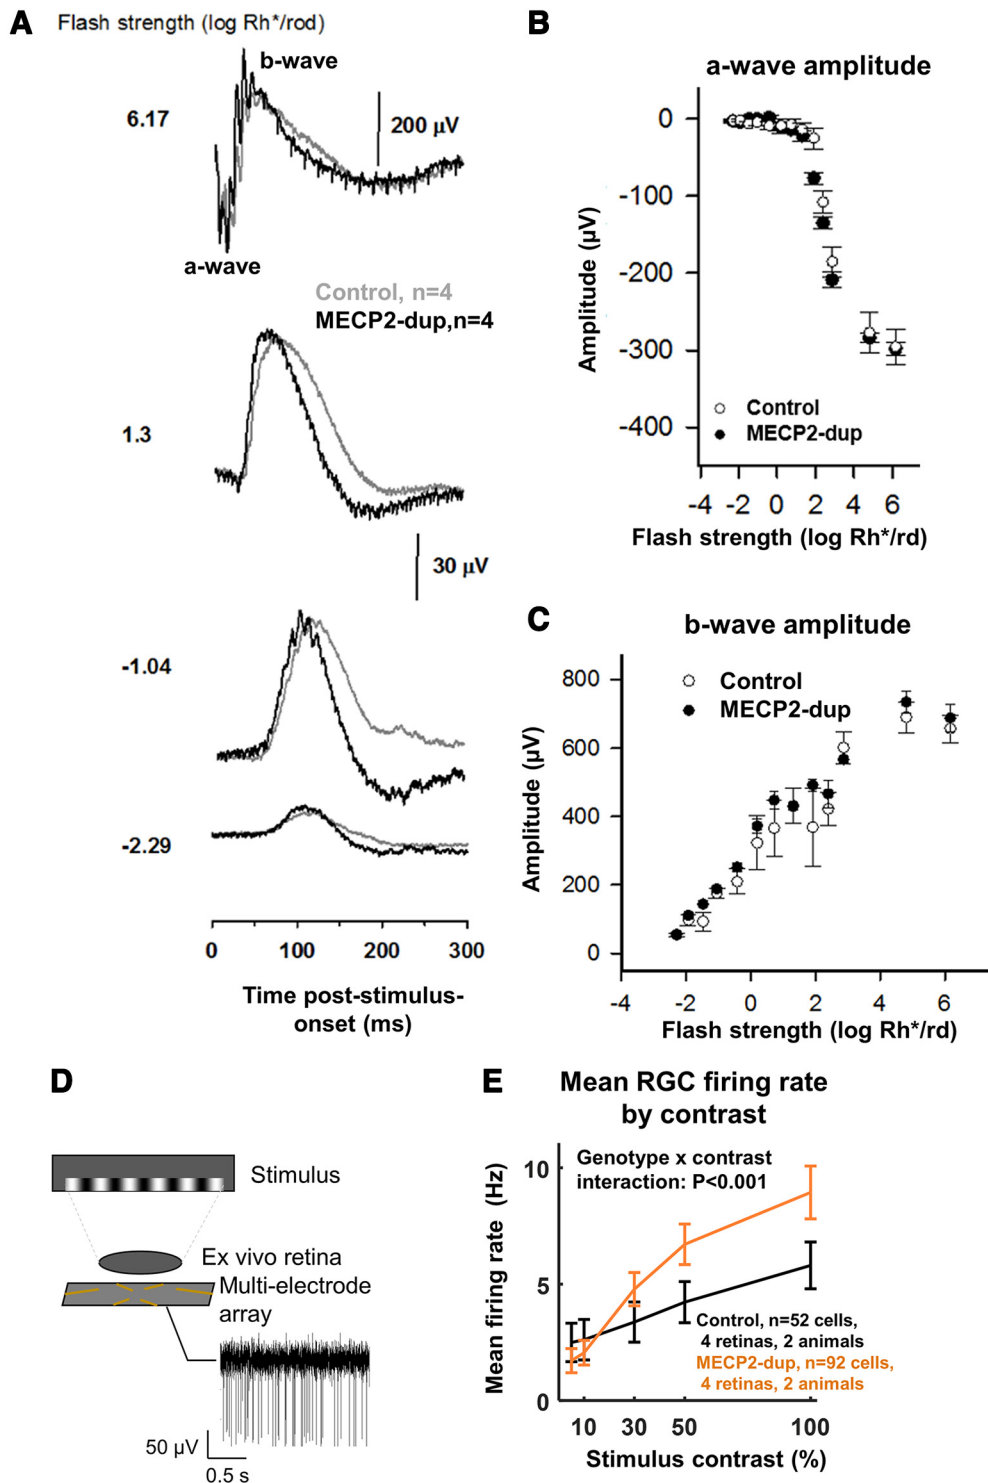 A
Flash strength (log Rh*/rod)
b-wave
6.17
200 µV
a-wave
Control, n=4
MECP2-dup,n=4
1.3
30 µV
-1.04
-2.29
0 100 200 300
Time post-stimulus-
onset (ms)
B
a-wave amplitude
Amplitude (µV)
0
-100
-200
-300
-400
Control
MECP2-dup
-4 -2 0 2 4 6
Flash strength (log Rh*/rd)
C
b-wave amplitude
Amplitude (µV)
800
600
400
200
0
Control
MECP2-dup
-4 -2 0 2 4 6
Flash strength (log Rh*/rd)
D
Stimulus
Ex vivo retina
Multi-electrode
array
50 µV
0.5 s
E
Mean RGC firing rate
by contrast
Mean firing rate (Hz)
10
5
0
Genotype x contrast
interaction: P<0.001
Control, n=52 cells,
4 retinas, 2 animals
MECP2-dup, n=92 cells,
4 retinas, 2 animals
10 30 50 100
Stimulus contrast (%)